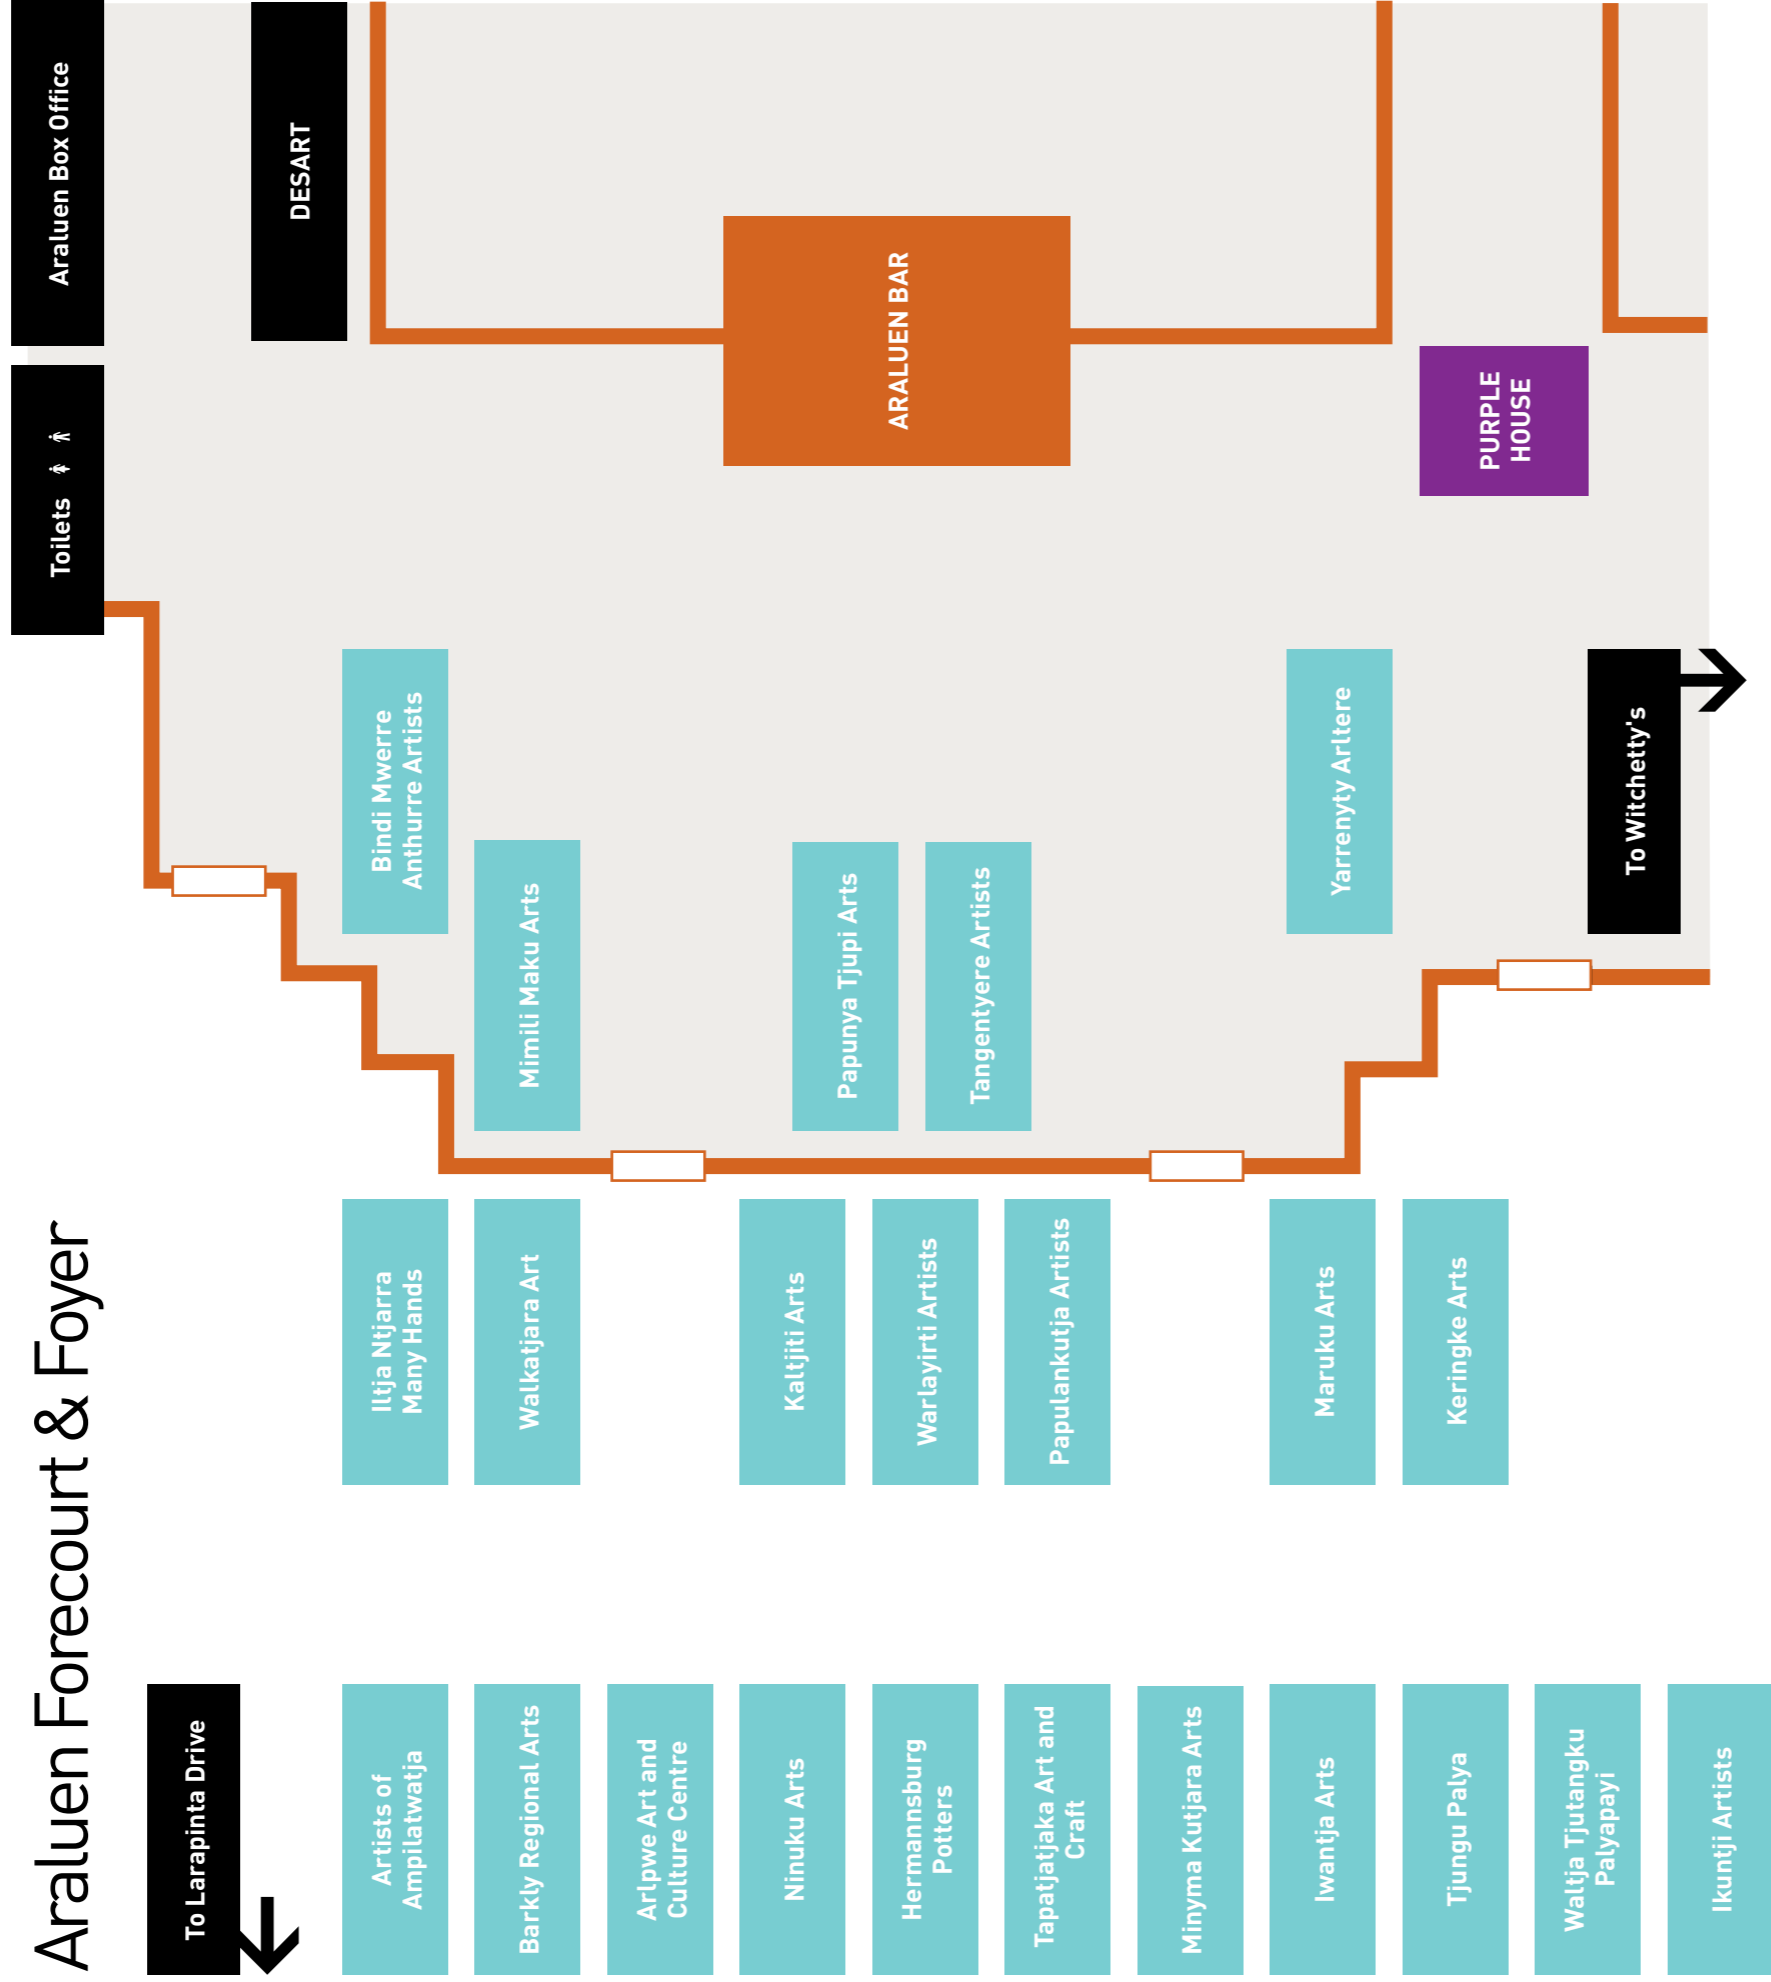 Araluen Forecourt & Foyer
To Larapinta Drive
Artists of
Ampilatwatja
Barkly Regional Arts
Arlpwe Art and
Culture Centre
Ninuku Arts
Hermannsburg
Potters
Tapatjatjaka Art and
Craft
Minyma Kutjara Arts
Iwantja Arts
Tjungu Palya
Waltja Tjutangku
Palyapayi
Ikuntji Artists
Iltja Ntjarra
Many Hands
Walkatjara Art
Kaltjiti Arts
Warlayirti Artists
Papulankutja Artists
Maruku Arts
Keringke Arts
Bindi Mwerre
Anthurre Artists
Mimili Maku Arts
Papunya Tjupi Arts
Tangentyere Artists
Yarrenyty Arltere
To Witchetty's
Toilets
Araluen Box Office
DESART
ARALUEN BAR
PURPLE
HOUSE